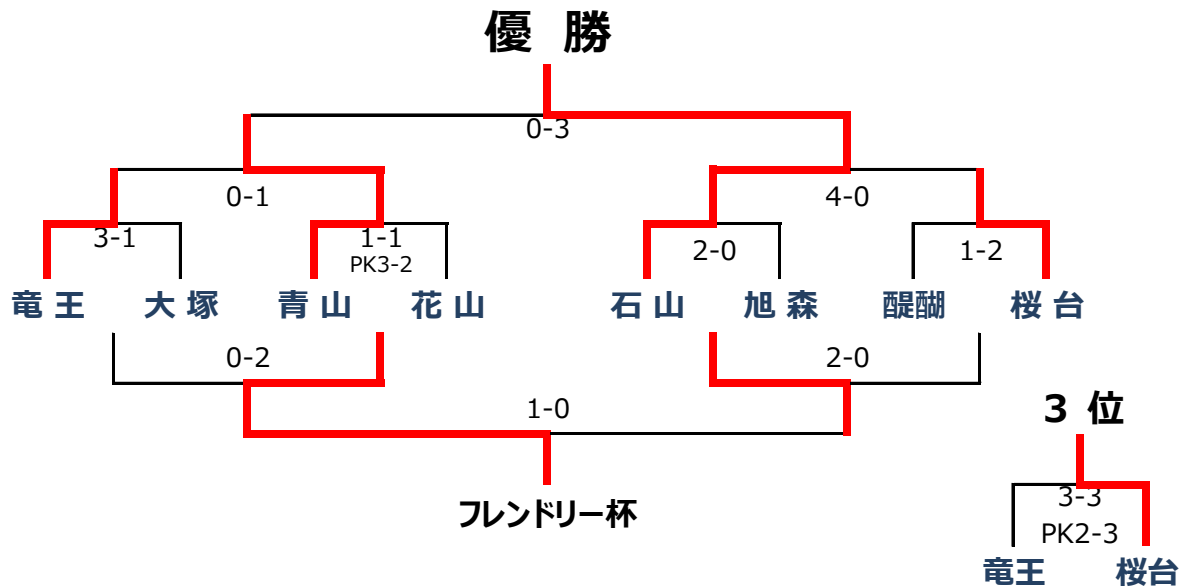 優 勝
0-3
0-1 4-0
3-1 1-1 2-0 1-2
PK3-2
竜 王 大 塚 青 山 花 山 石 山 旭 森 醍醐 桜 台
0-2 2-0
1-0
3 位
フレンドリー杯
3-3
PK2-3
竜王 桜台